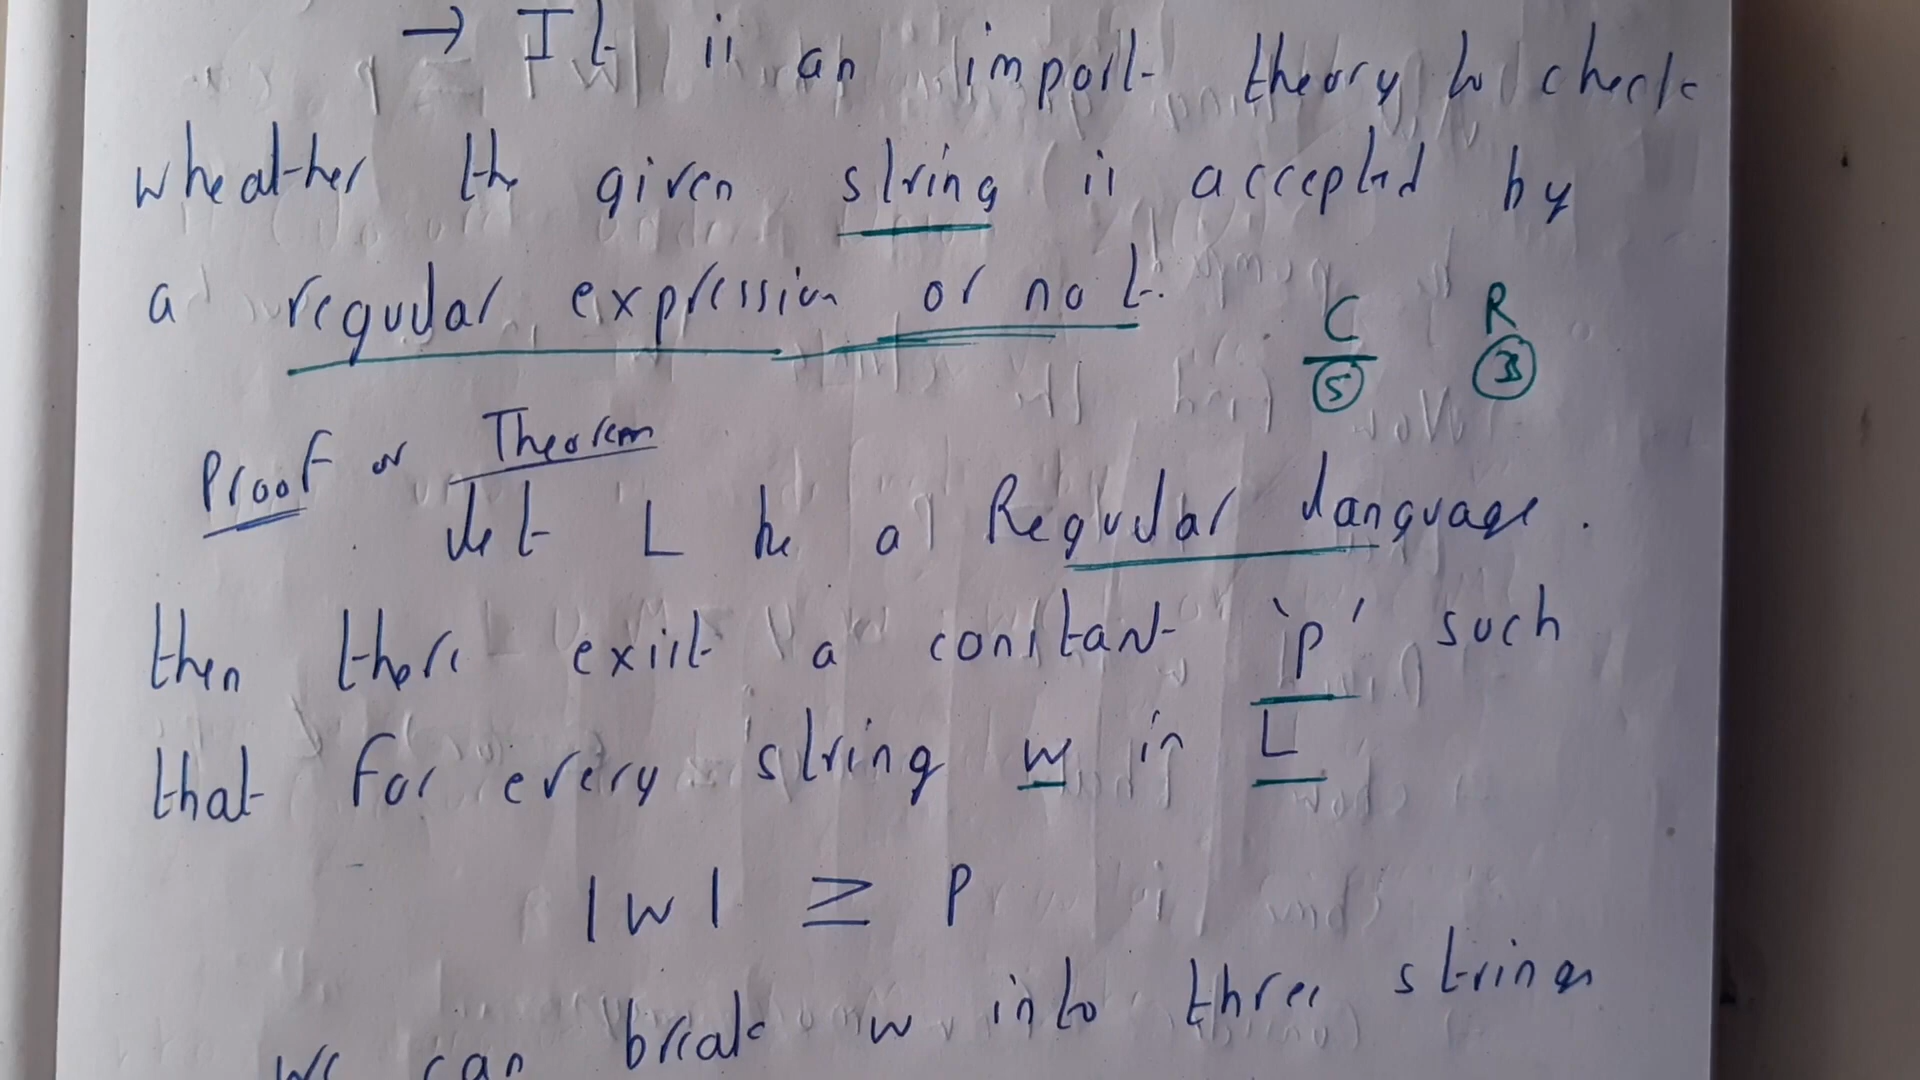 → It is an import theory to check
wheather the given string is accepted by
a regular expression or not.
C R
5 3
Proof or Theorem
Let L be a Regular language.
then there exist a constant 'p' such
that for every string w in L
|w| ≥ P
we can break w into three strings